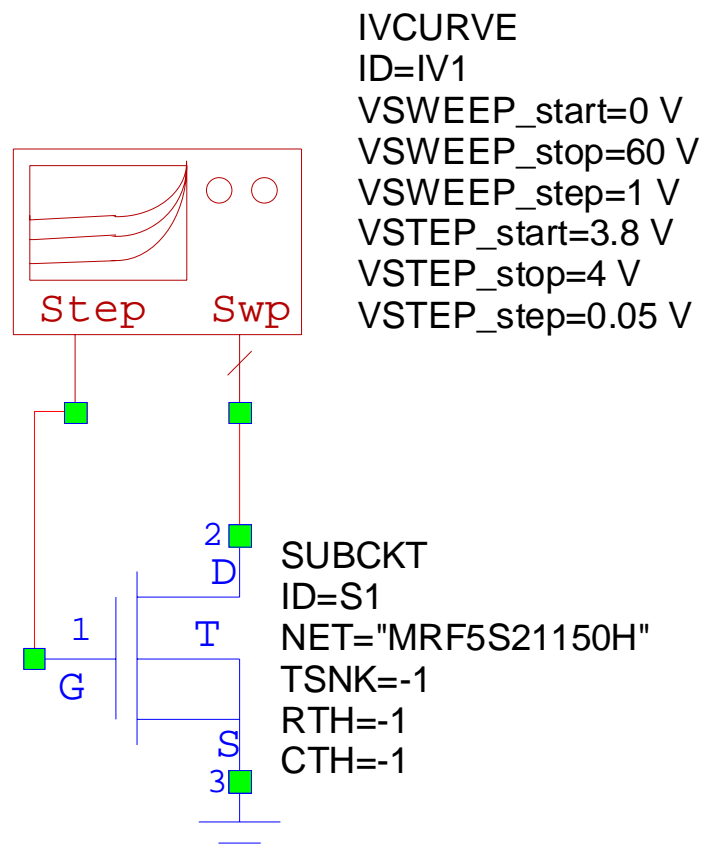 IVCURVE
ID=IV1
VSWEEP_start=0 V
VSWEEP_stop=60 V
VSWEEP_step=1 V
VSTEP_start=3.8 V
VSTEP_stop=4 V
VSTEP_step=0.05 V
Step Swp
2
D
1
T
G
S
3
SUBCKT
ID=S1
NET="MRF5S21150H"
TSNK=-1
RTH=-1
CTH=-1